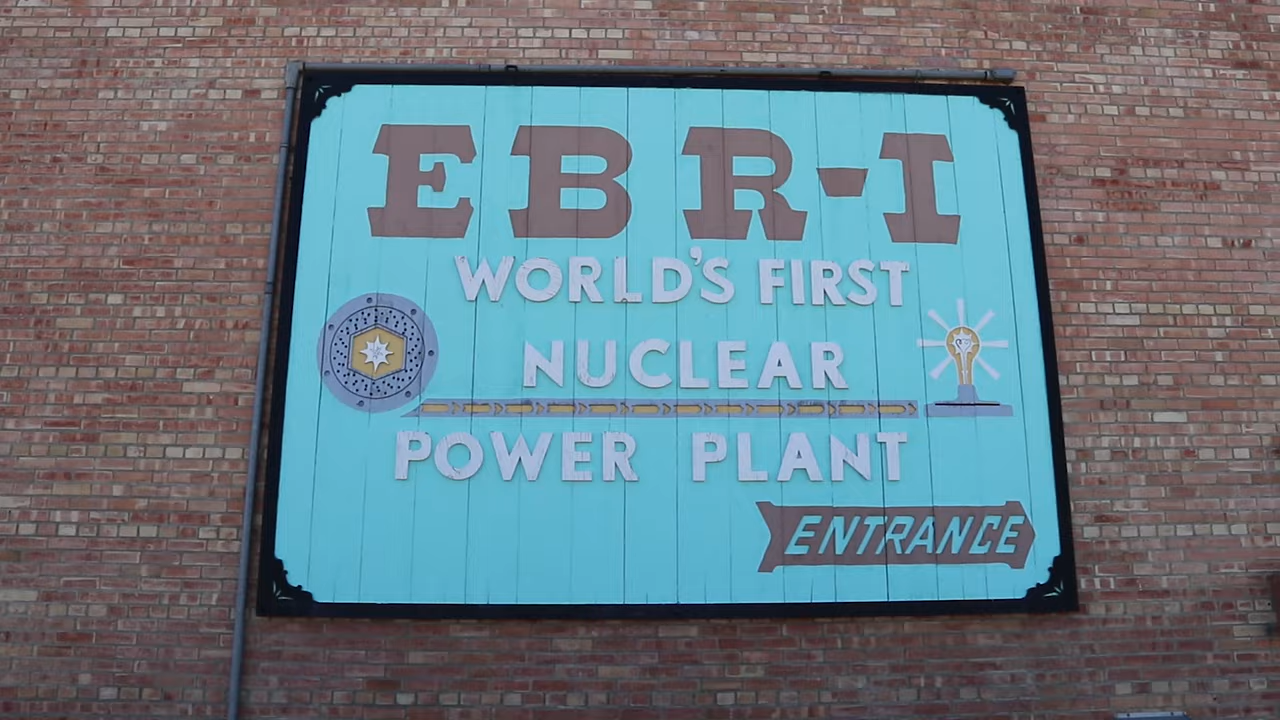 EBR-I
WORLD'S FIRST
NUCLEAR
POWER PLANT
ENTRANCE